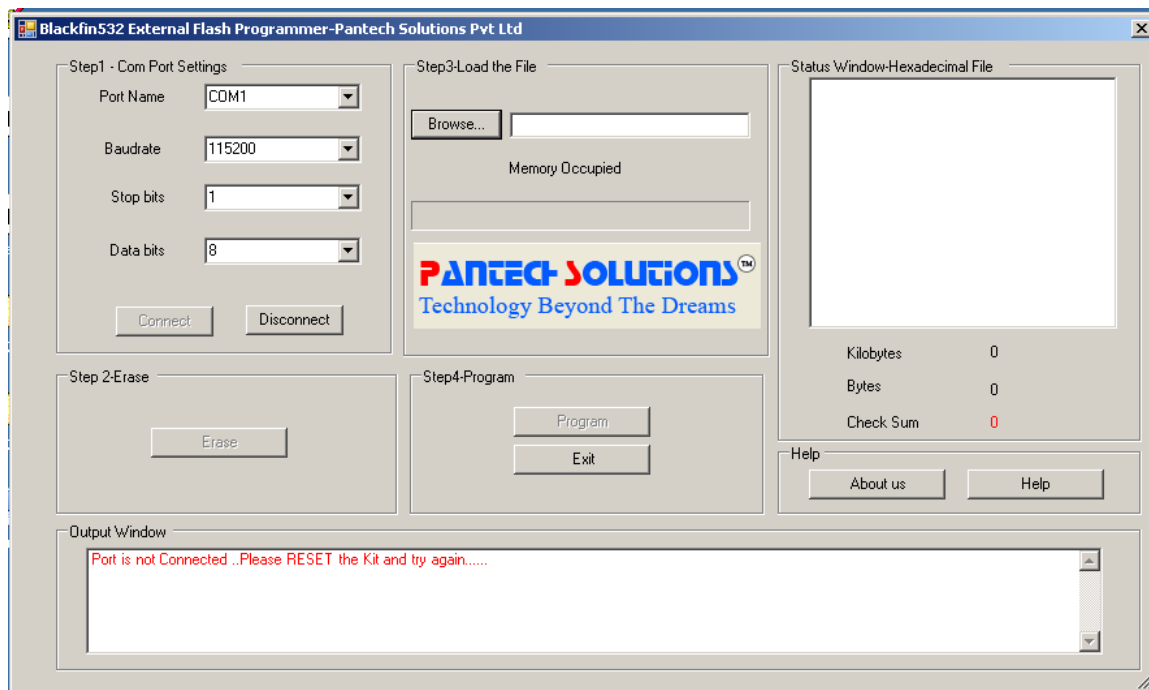 Blackfin532 External Flash Programmer-Pantech Solutions Pvt Ltd
Step1 - Com Port Settings
Port Name COM1
Baudrate 115200
Stop bits 1
Data bits 8
Connect Disconnect
Step3-Load the File
Browse...
Memory Occupied
PANTECH SOLUTIONS TM
Technology Beyond The Dreams
Status Window-Hexadecimal File
Kilobytes 0
Bytes 0
Check Sum 0
Step 2-Erase
Erase
Step4-Program
Program
Exit
Help
About us Help
Output Window
Port is not Connected ..Please RESET the Kit and try again......